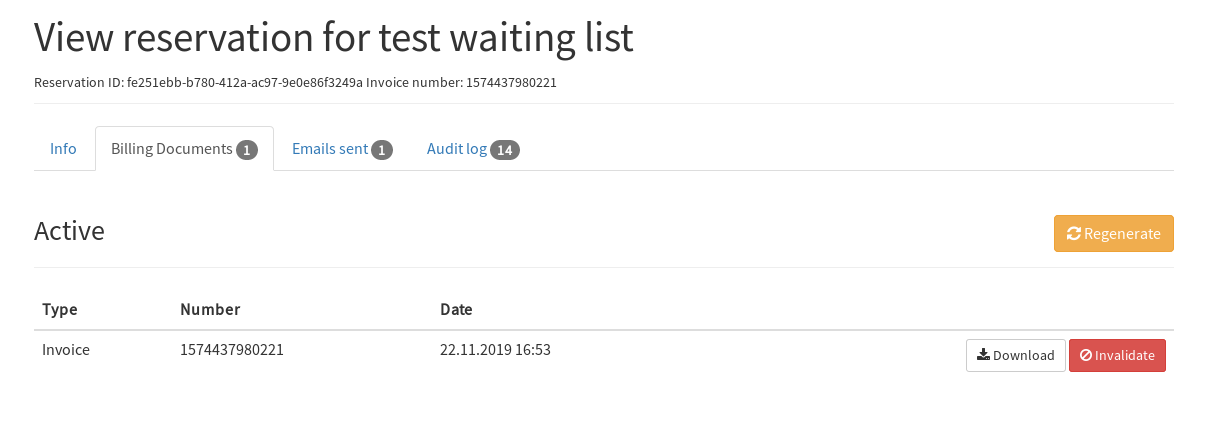 View reservation for test waiting list
Reservation ID: fe251ebb-b780-412a-ac97-9e0e86f3249a Invoice number: 1574437980221
Info Billing Documents 1 Emails sent 1 Audit log 14
Active Regenerate
Type Number Date
Invoice 1574437980221 22.11.2019 16:53 Download Invalidate